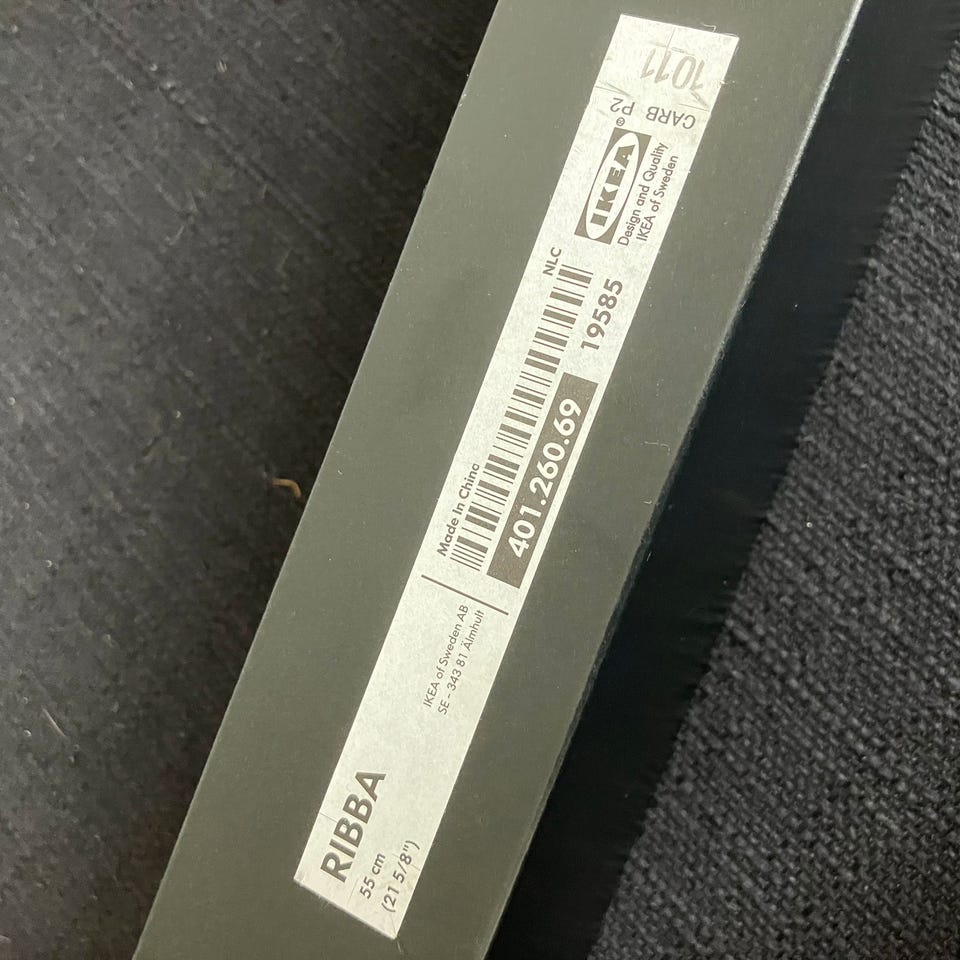 RIBBA
55 cm
(21 5/8")
IKEA of Sweden AB
SE - 343 81 Älmhult
Made In China
401.260.69
NLC
19585
IKEA®
Design and Quality
IKEA of Sweden
CARB P2
1011